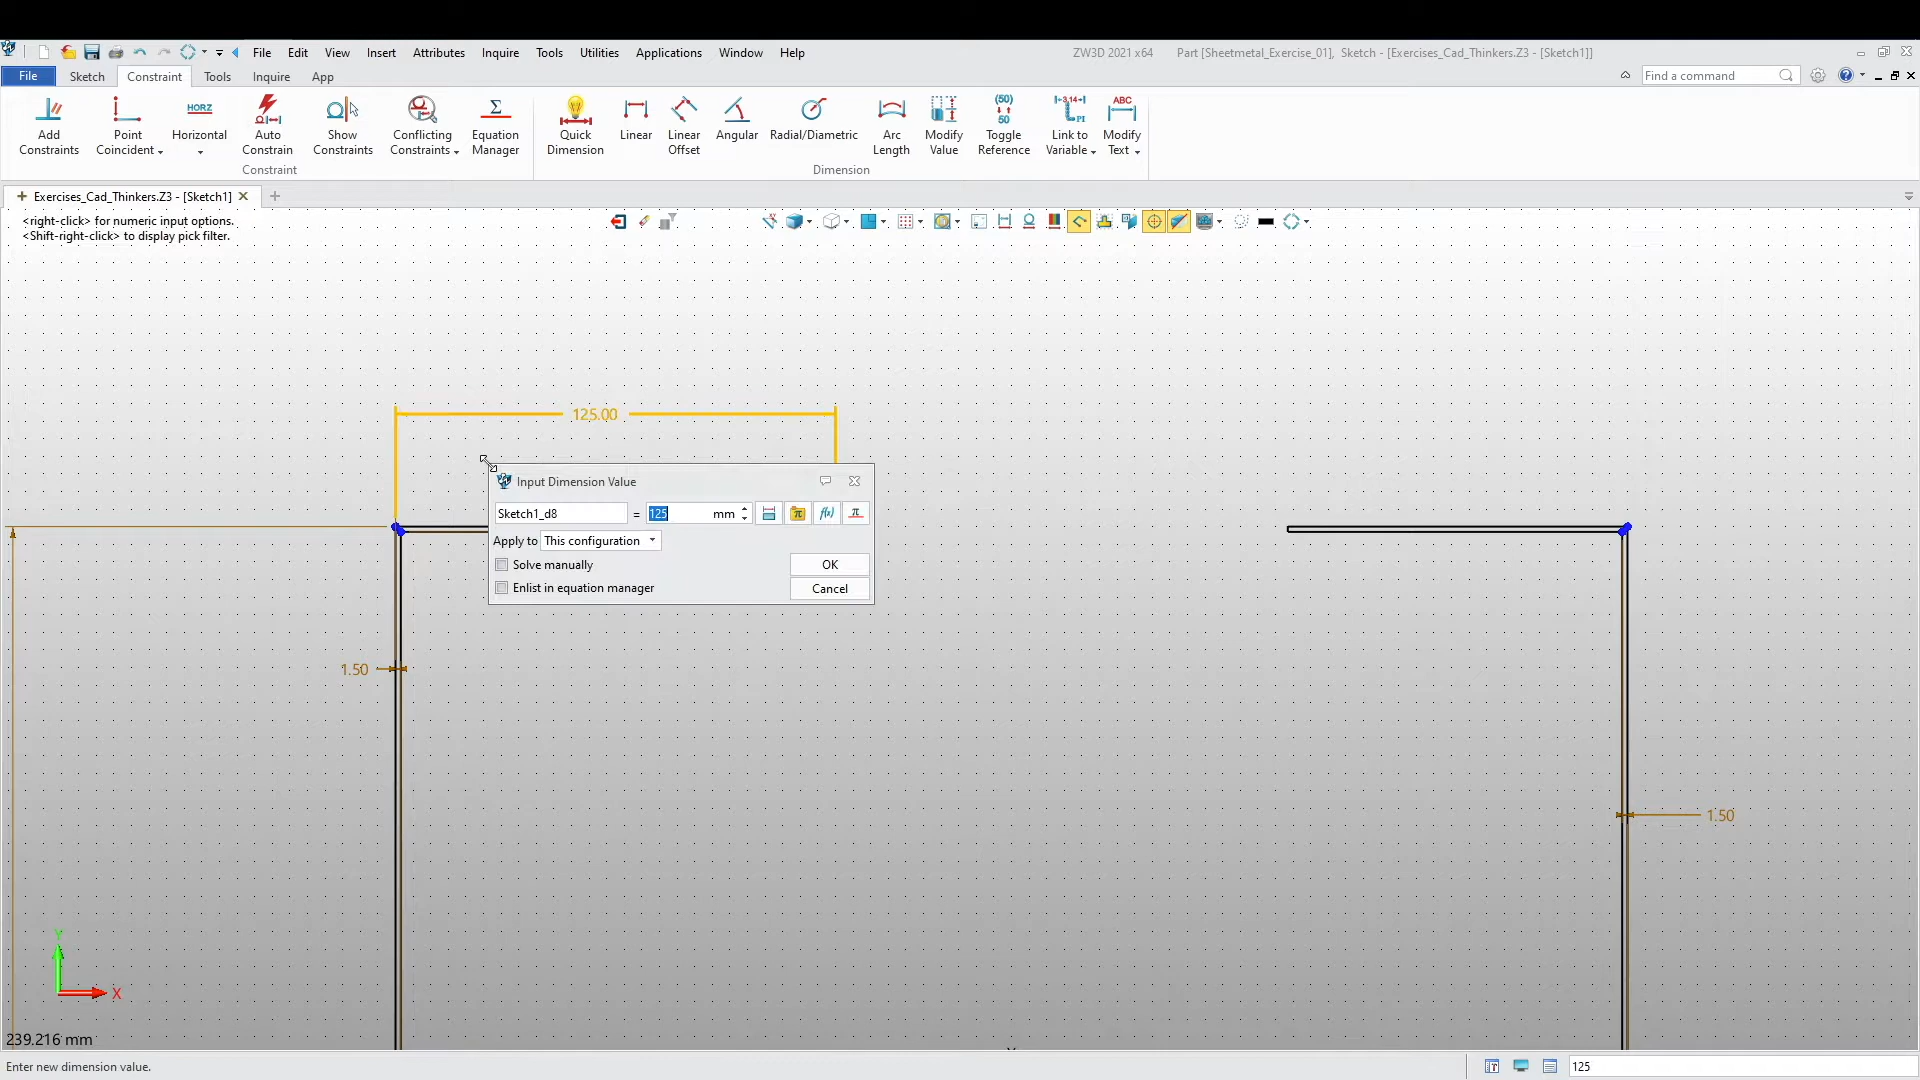 File Edit View Insert Attributes Inquire Tools Utilities Applications Window Help ZW3D 2021 x64 Part [Sheetmetal_Exercise_01], Sketch - [Exercises_Cad_Thinkers.Z3 - [Sketch1]]
File Sketch Constraint Tools Inquire App Find a command
HORZ (50) 50 3.14 PI ABC
Add Constraints
Point Coincident
Horizontal
Auto Constrain
Show Constraints
Conflicting Constraints
Equation Manager
Quick Dimension
Linear
Linear Offset
Angular
Radial/Diametric
Arc Length
Modify Value
Toggle Reference
Link to Variable
Modify Text
Constraint Dimension
Exercises_Cad_Thinkers.Z3 - [Sketch1]
<right-click> for numeric input options.
<Shift-right-click> to display pick filter.
125.00
Input Dimension Value
Sketch1_d8 = 125 mm f(x) π
Apply to This configuration
Solve manually OK
Enlist in equation manager Cancel
1.50
1.50
Y
X
239.216 mm
Enter new dimension value. 125